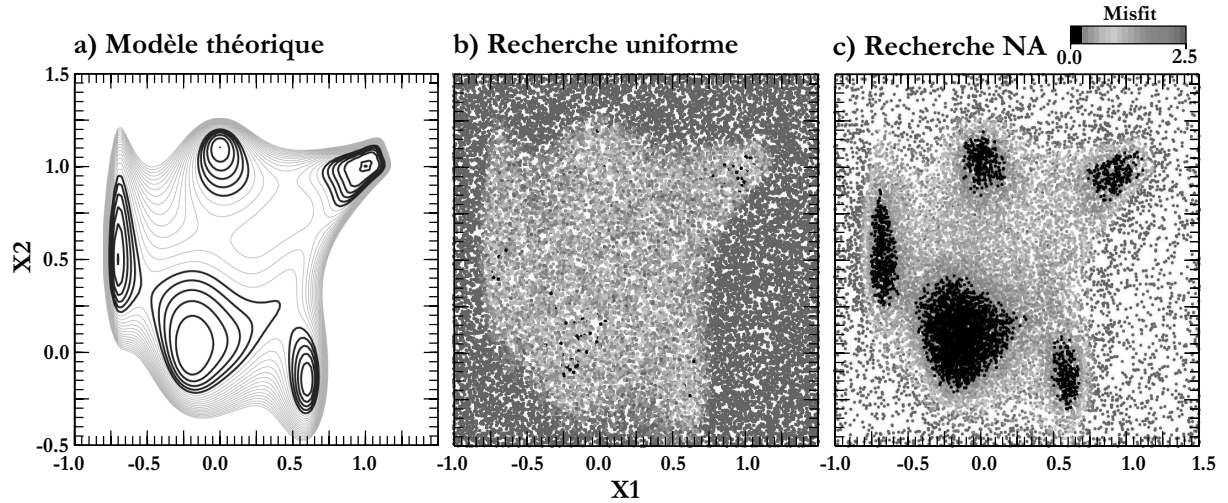 Misfit
a) Modèle théorique
b) Recherche uniforme
c) Recherche NA
0.0 2.5
1.5
1.0
0.5
0.0
-0.5
X2
-1.0 -0.5 0.0 0.5 1.0
-1.0 -0.5 0.0 0.5 1.0
-1.0 -0.5 0.0 0.5 1.0 1.5
X1